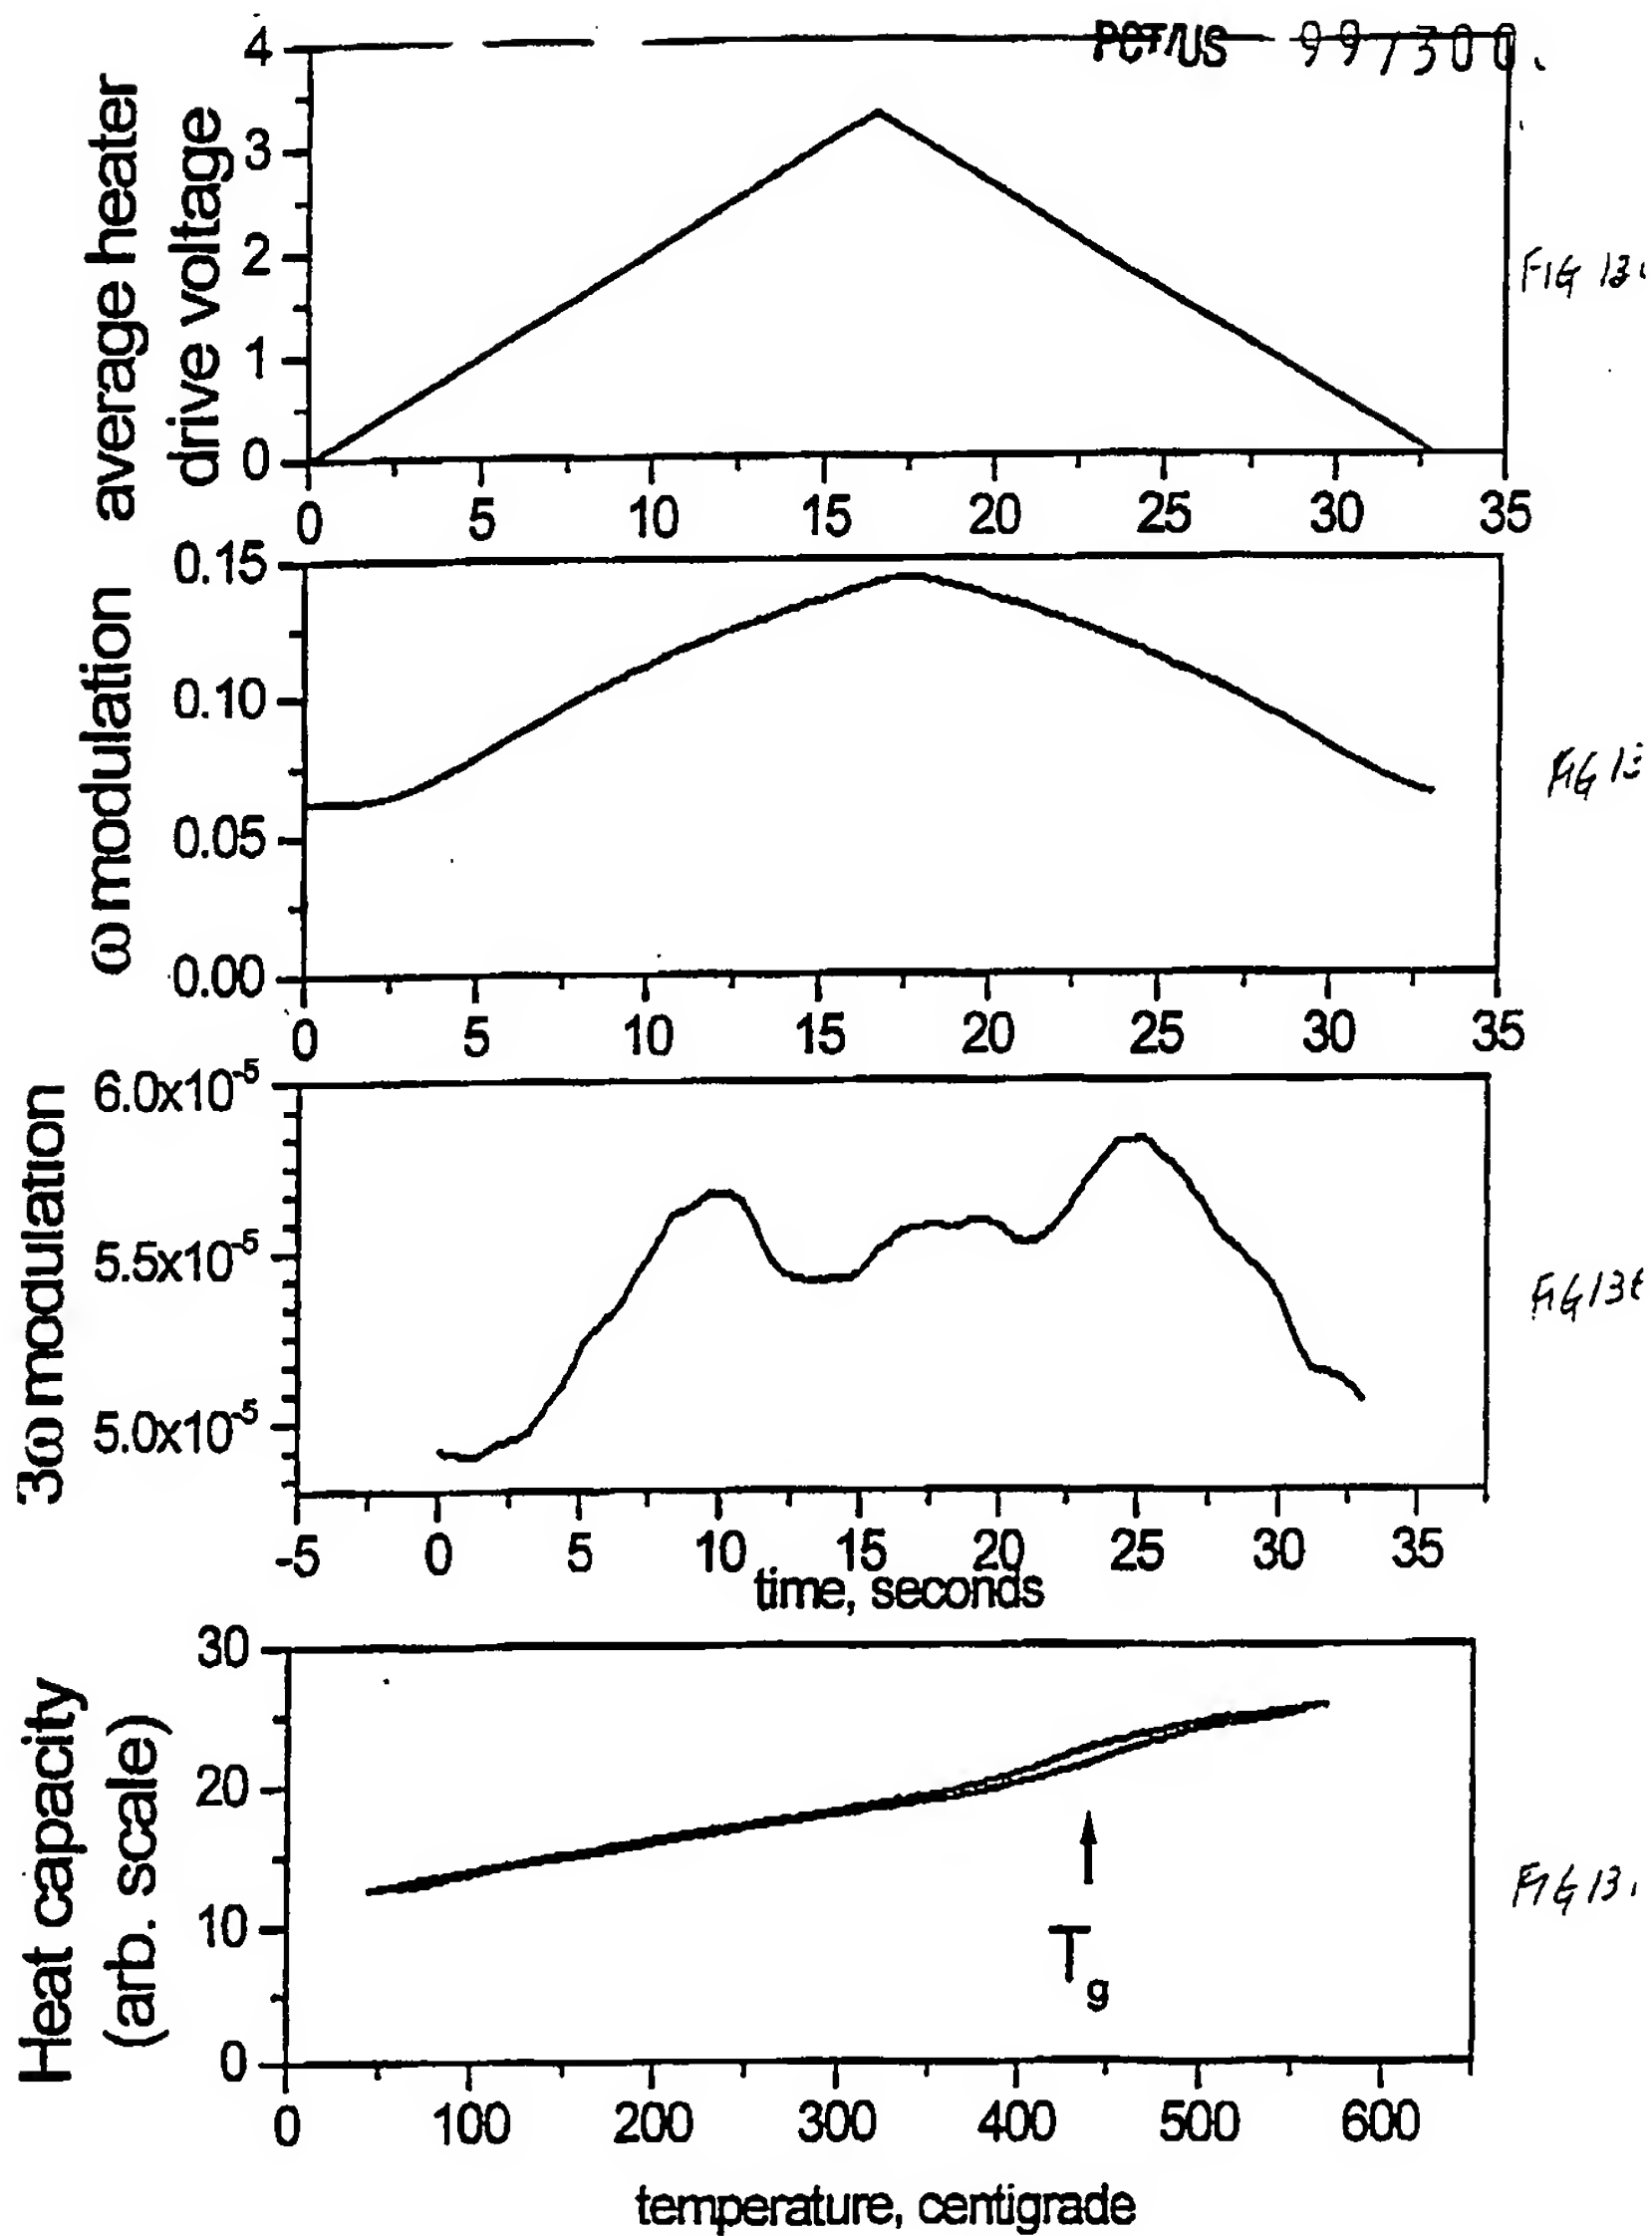 PCT/US 99/300
average heater
drive voltage
4
3
2
1
0
0 5 10 15 20 25 30 35
FIG 13
ω modulation
0.15
0.10
0.05
0.00
0 5 10 15 20 25 30 35
FIG 13
3ω modulation
6.0x10⁻⁵
5.5x10⁻⁵
5.0x10⁻⁵
-5 0 5 10 15 20 25 30 35
time, seconds
FIG 13
Heat capacity
(arb. scale)
30
20
10
0
Tg
0 100 200 300 400 500 600
temperature, centigrade
FIG 13